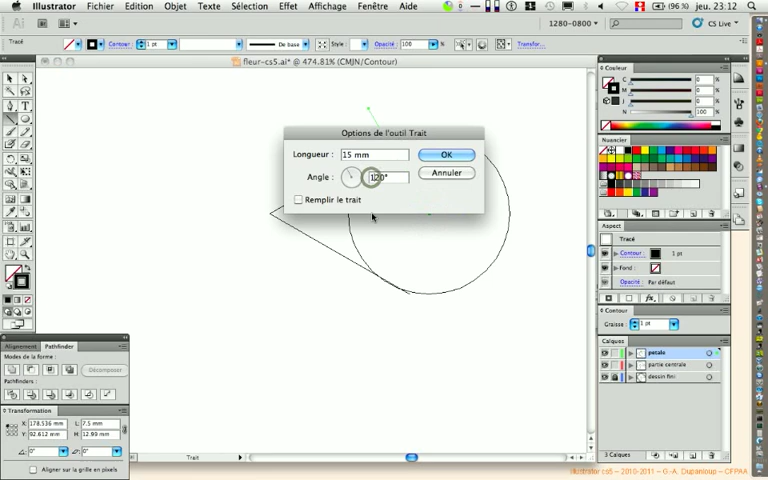 Illustrator Fichier Edition Objet Texte Sélection Effet Affichage Fenêtre Aide
(96 %) jeu. 23:12
Ai
1280-0800
CS Live
Tracé
Contour :
1 pt
De base
Style :
Opacité
100
%
Transfor...
fleur-cs5.ai* @ 474.81% (CMJN/Contour)
Options de l'outil Trait
Longueur :
15 mm
OK
Angle :
120°
Annuler
Remplir le trait
Couleur
C
0
%
M
0
%
J
0
%
N
100
%
Nuancier
Aspect
Tracé
Contour :
1 pt
Fond :
Opacité
Par défaut
fx
Contour
Graisse :
1 pt
Calques
petale
partie centrale
dessin fini
3 Calques
Alignement
Pathfinder
Modes de la forme :
Décomposer
Pathfinders :
Transformation
X:
178.536 mm
L:
7.5 mm
Y:
92.612 mm
H:
12.99 mm
0°
0°
Aligner sur la grille en pixels
Trait
Illustrator cs5 - 2010-2011 - G.-A. Dupanloup - CFPAA